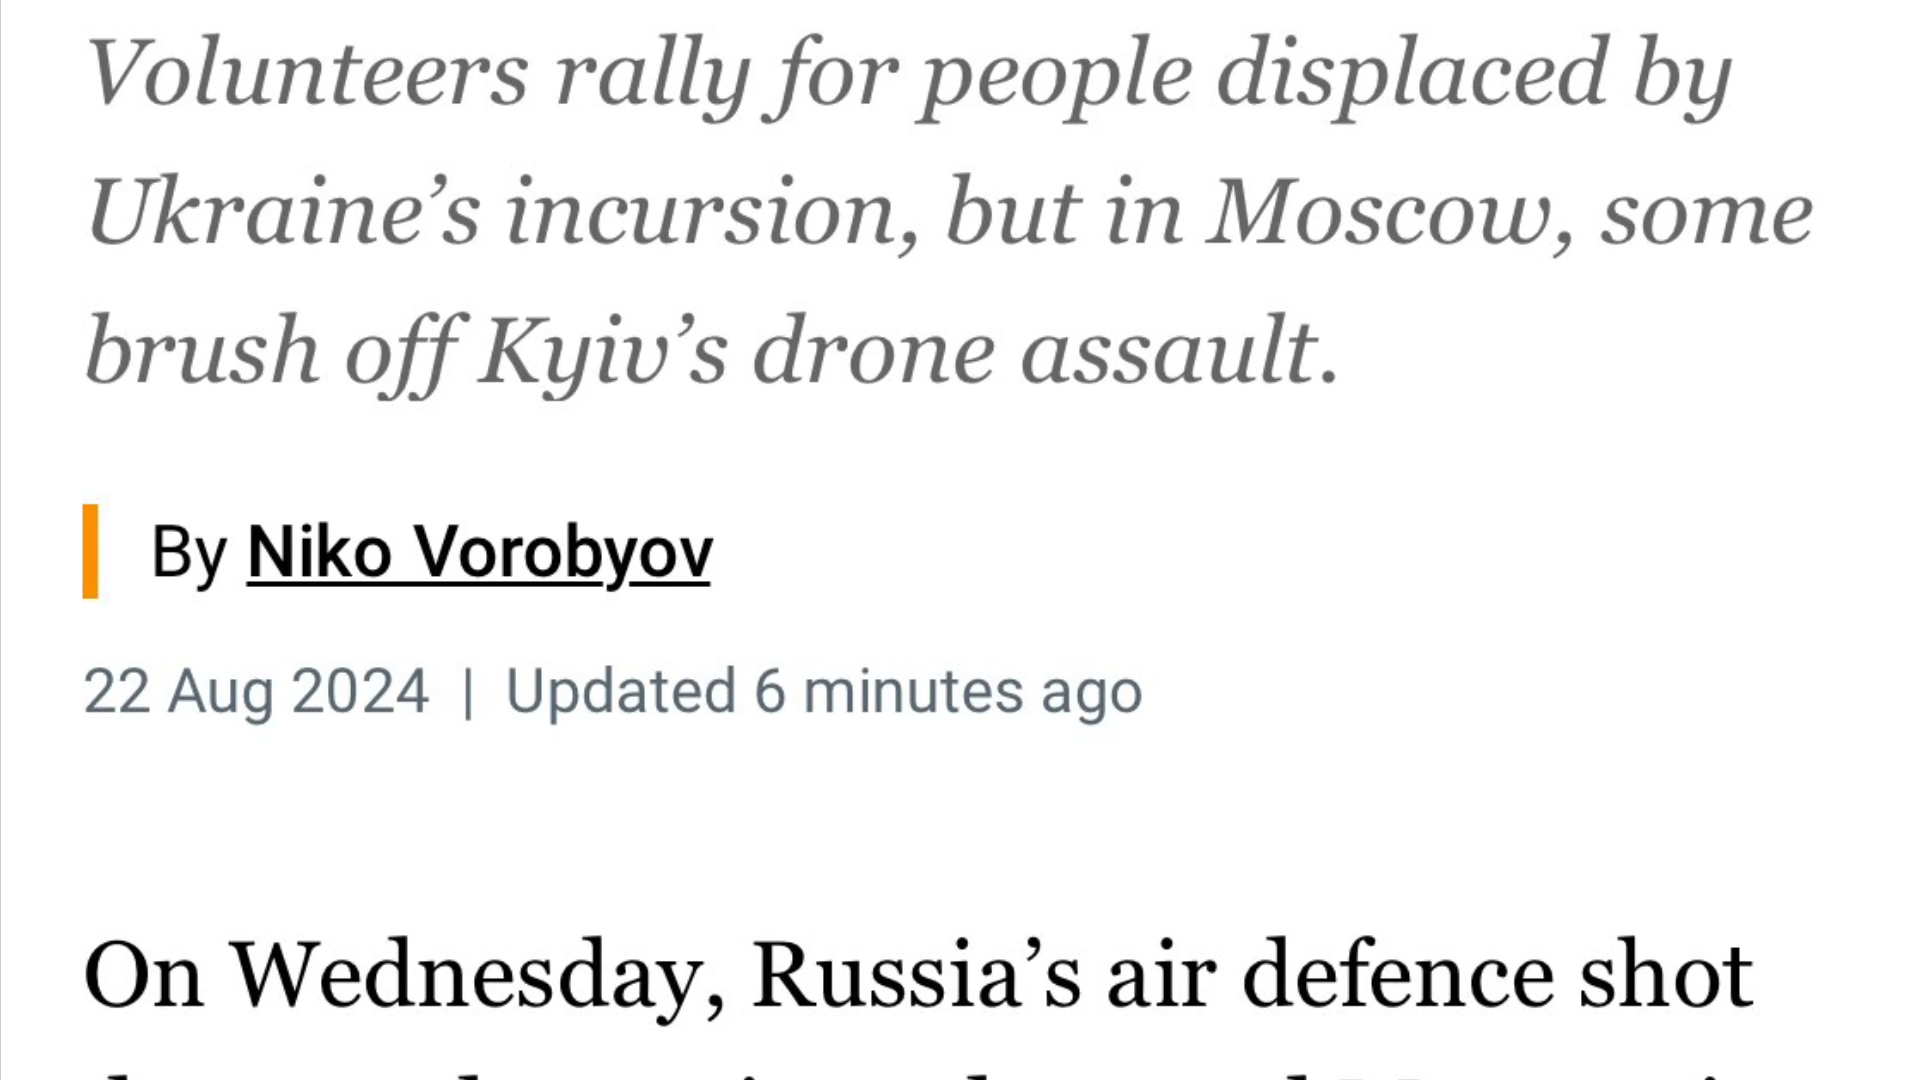 Volunteers rally for people displaced by
Ukraine’s incursion, but in Moscow, some
brush off Kyiv’s drone assault.
By Niko Vorobyov
22 Aug 2024 | Updated 6 minutes ago
On Wednesday, Russia’s air defence shot